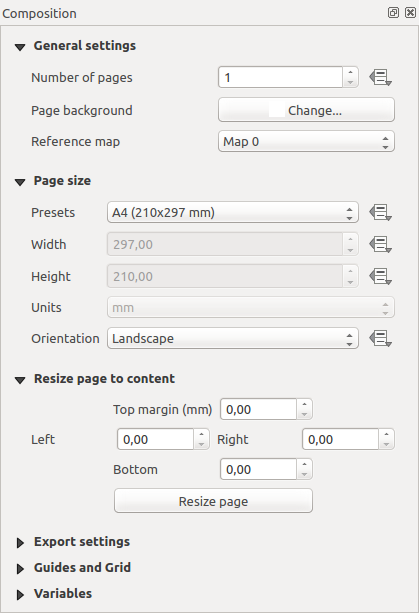 Composition
General settings
Number of pages 1
Page background Change...
Reference map Map 0
Page size
Presets A4 (210x297 mm)
Width 297,00
Height 210,00
Units mm
Orientation Landscape
Resize page to content
Top margin (mm) 0,00
Left 0,00 Right 0,00
Bottom 0,00
Resize page
Export settings
Guides and Grid
Variables